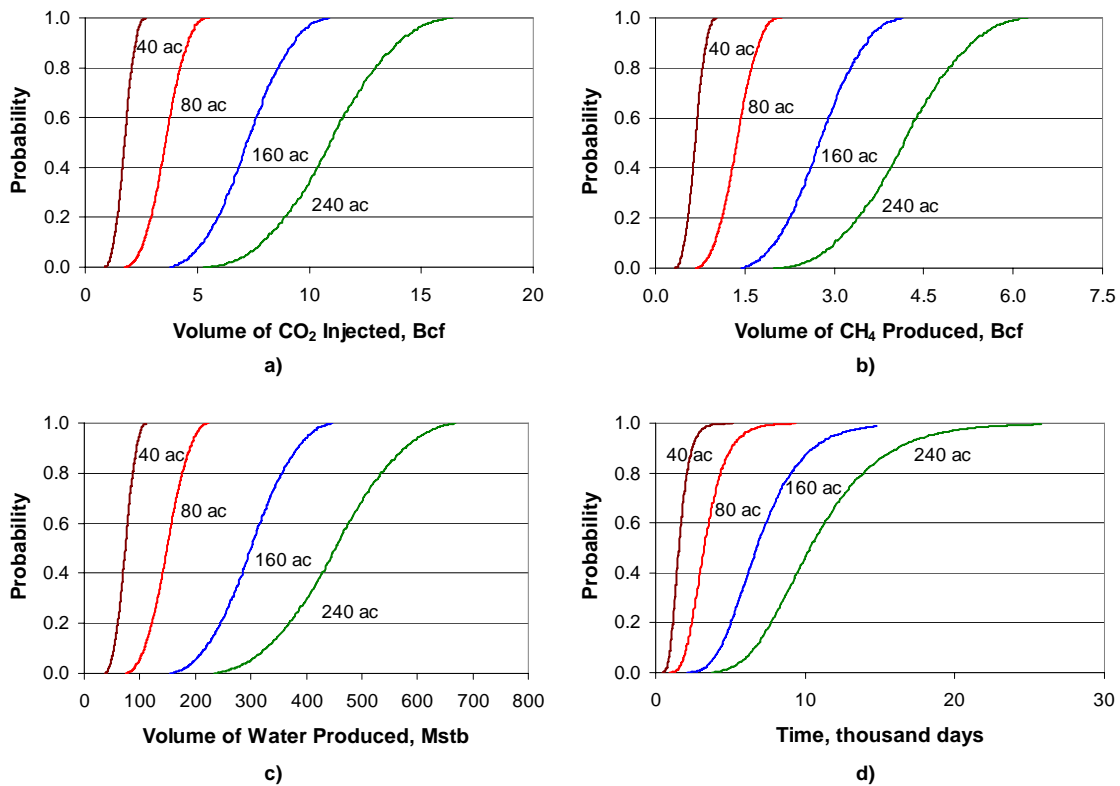 1.0
0.8
0.6
0.4
0.2
0.0
Probability
40 ac
80 ac
160 ac
240 ac
0
5
10
15
20
Volume of CO₂ Injected, Bcf
a)
1.0
0.8
0.6
0.4
0.2
0.0
Probability
40 ac
80 ac
160 ac
240 ac
0.0
1.5
3.0
4.5
6.0
7.5
Volume of CH₄ Produced, Bcf
b)
1.0
0.8
0.6
0.4
0.2
0.0
Probability
40 ac
80 ac
160 ac
240 ac
0
100
200
300
400
500
600
700
800
Volume of Water Produced, Mstb
c)
1.0
0.8
0.6
0.4
0.2
0.0
Probability
40 ac
80 ac
160 ac
240 ac
0
10
20
30
Time, thousand days
d)